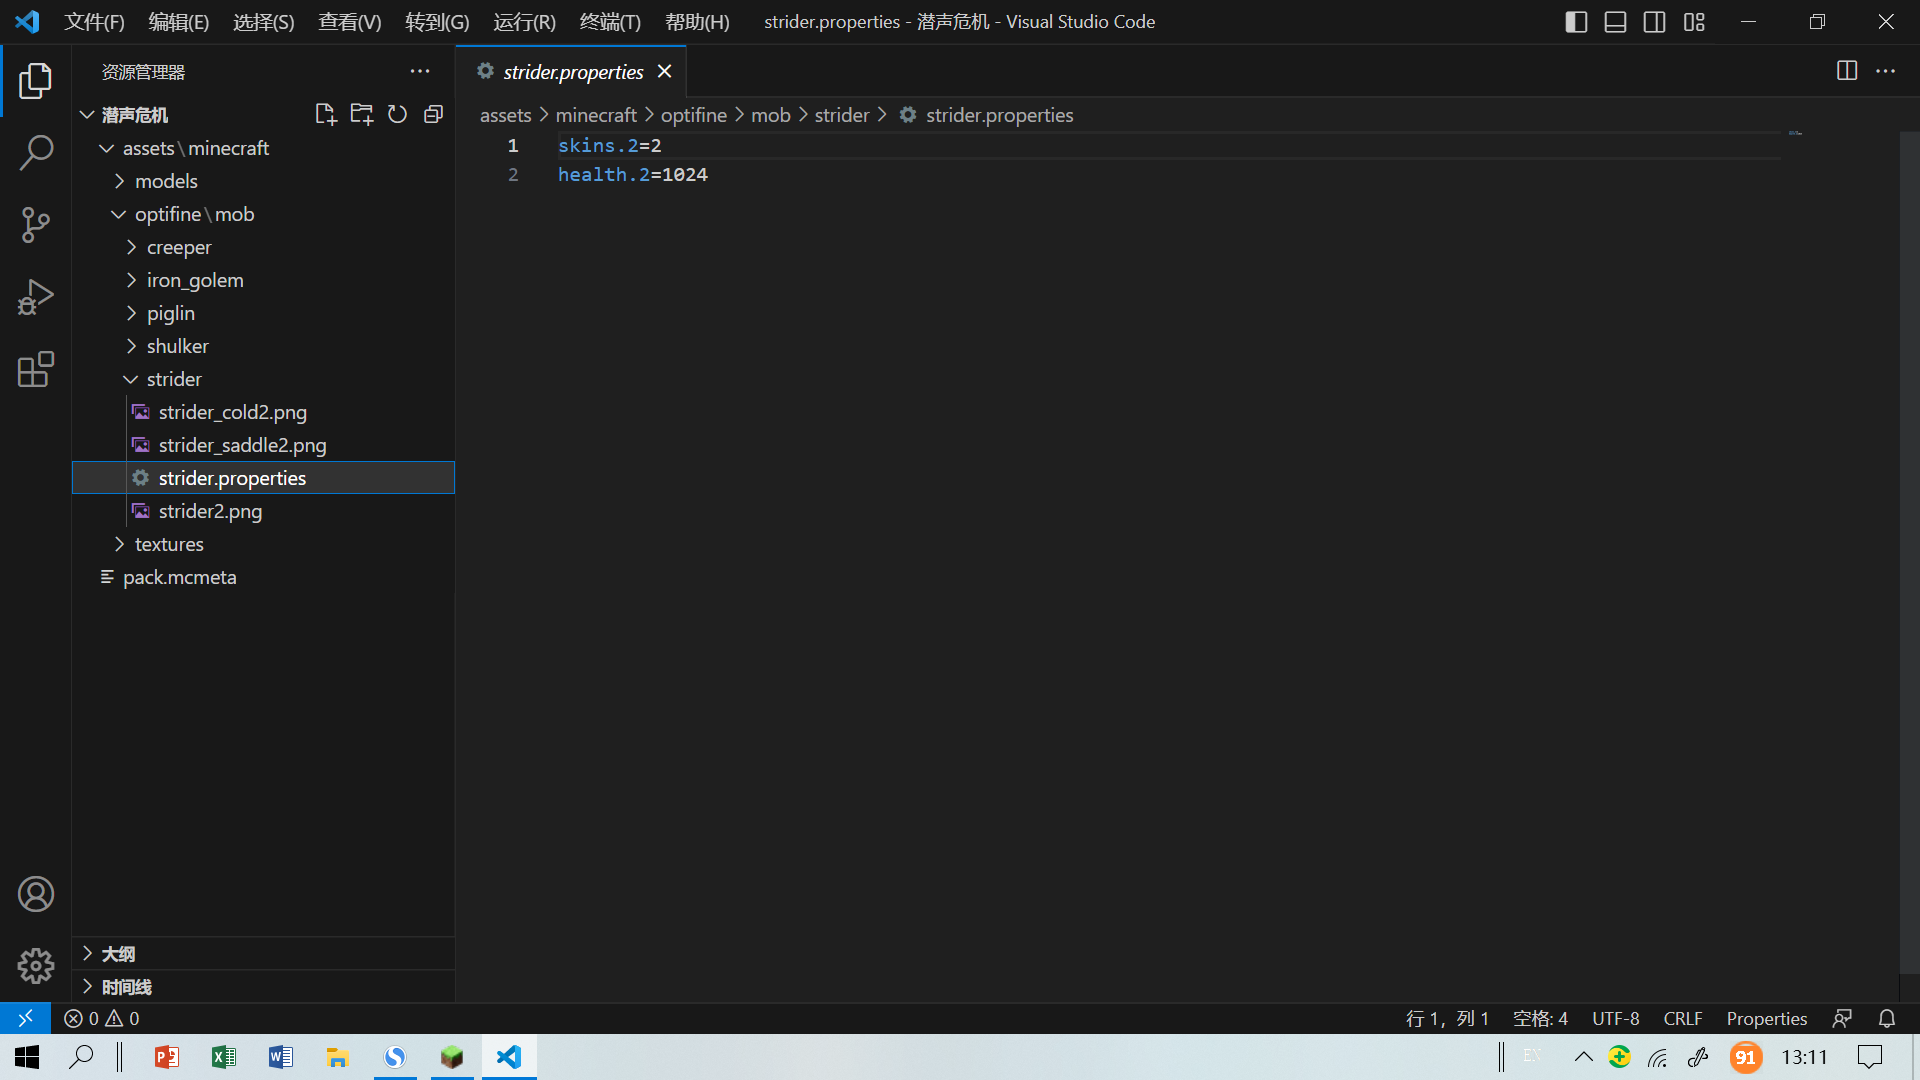 文件(F) 编辑(E) 选择(S) 查看(V) 转到(G) 运行(R) 终端(T) 帮助(H) strider.properties - 潜声危机 - Visual Studio Code
资源管理器
strider.properties
潜声危机
assets > minecraft > optifine > mob > strider > strider.properties
assets\minecraft
models
optifine\mob
creeper
iron_golem
piglin
shulker
strider
strider_cold2.png
strider_saddle2.png
strider.properties
strider2.png
textures
pack.mcmeta
1 skins.2=2
2 health.2=1024
大纲
时间线
0 0
行 1，列 1 空格: 4 UTF-8 CRLF Properties
91 13:11